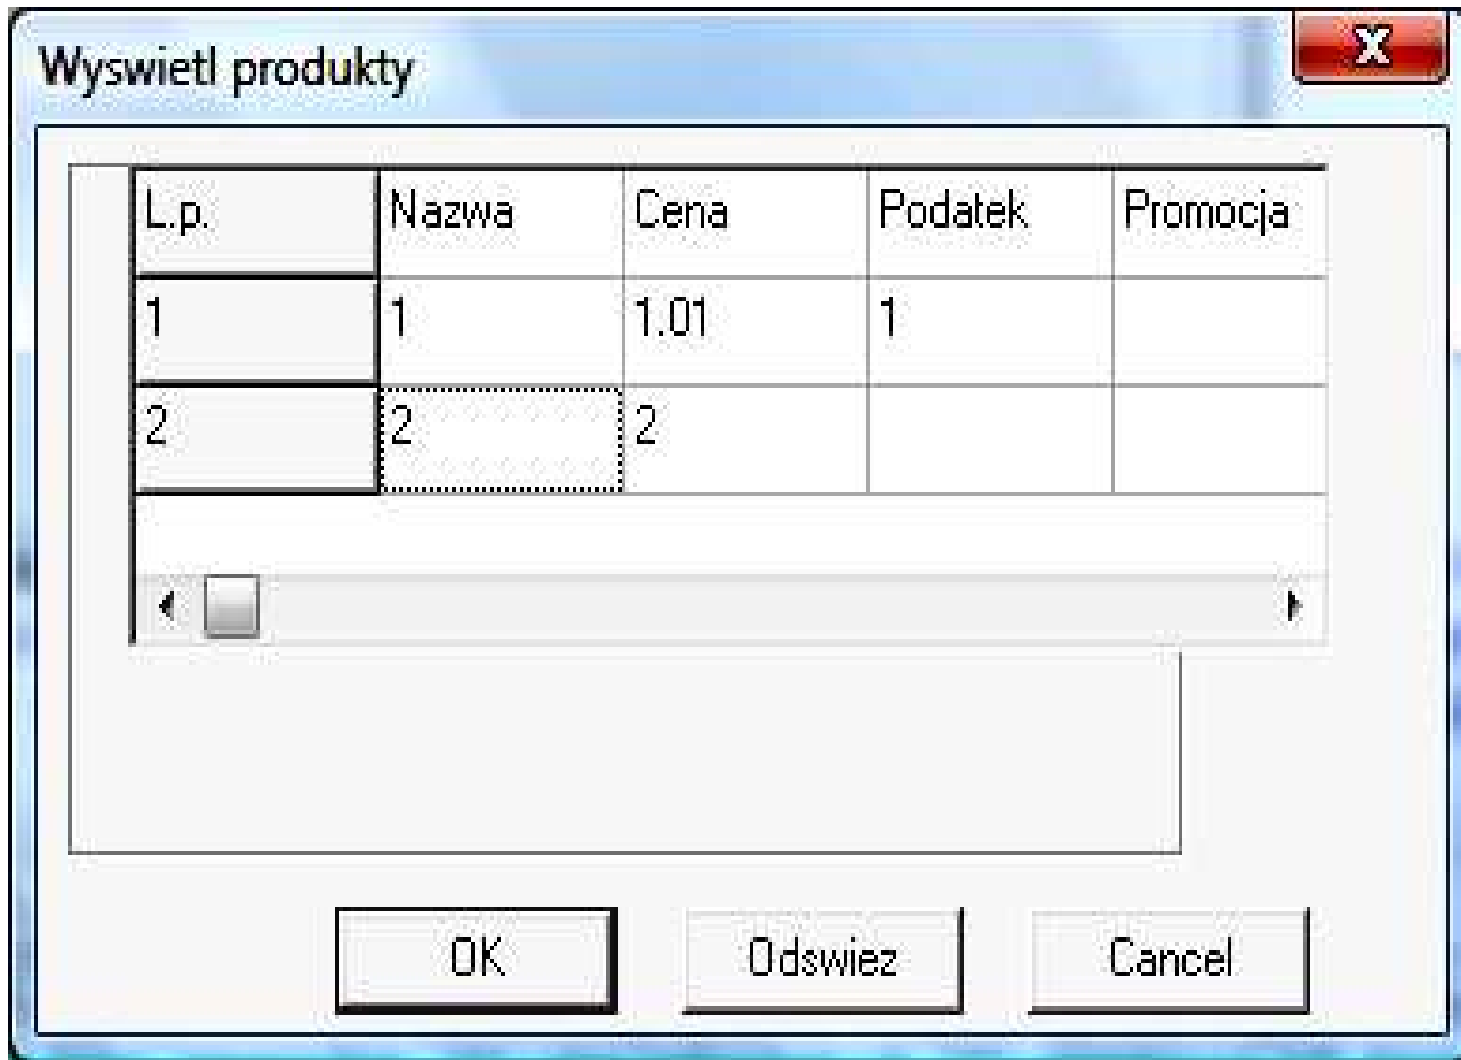 Wyswietl produkty
X
L.p. Nazwa Cena Podatek Promocja
1 1 1.01 1
2 2 2
OK Odswiez Cancel